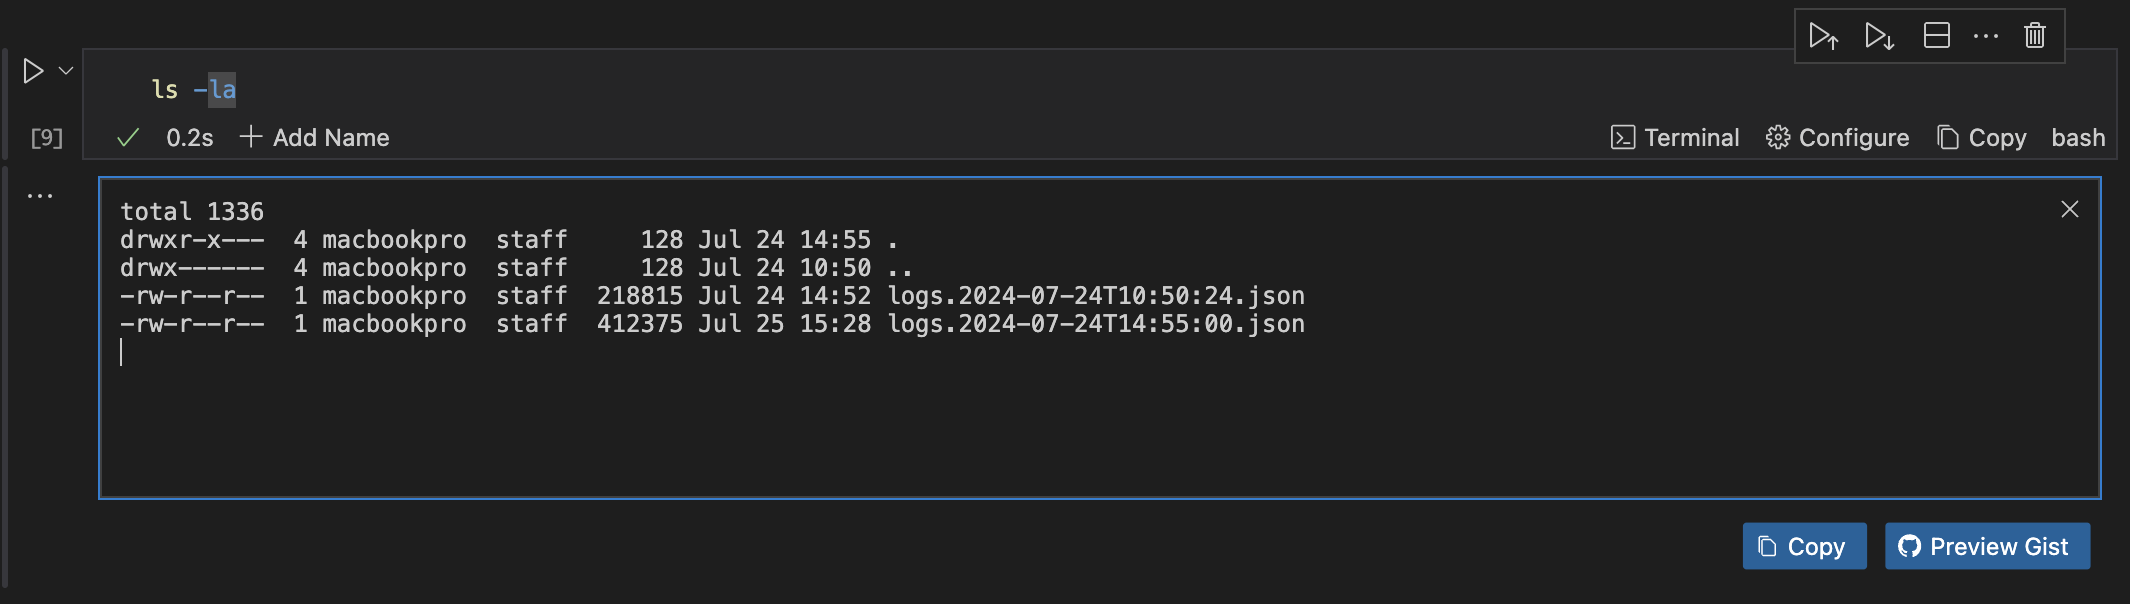 ls -la
[9] 0.2s Add Name Terminal Configure Copy bash
total 1336
drwxr-x---  4 macbookpro  staff     128 Jul 24 14:55 .
drwx------  4 macbookpro  staff     128 Jul 24 10:50 ..
-rw-r--r--  1 macbookpro  staff  218815 Jul 24 14:52 logs.2024-07-24T10:50:24.json
-rw-r--r--  1 macbookpro  staff  412375 Jul 25 15:28 logs.2024-07-24T14:55:00.json
Copy Preview Gist